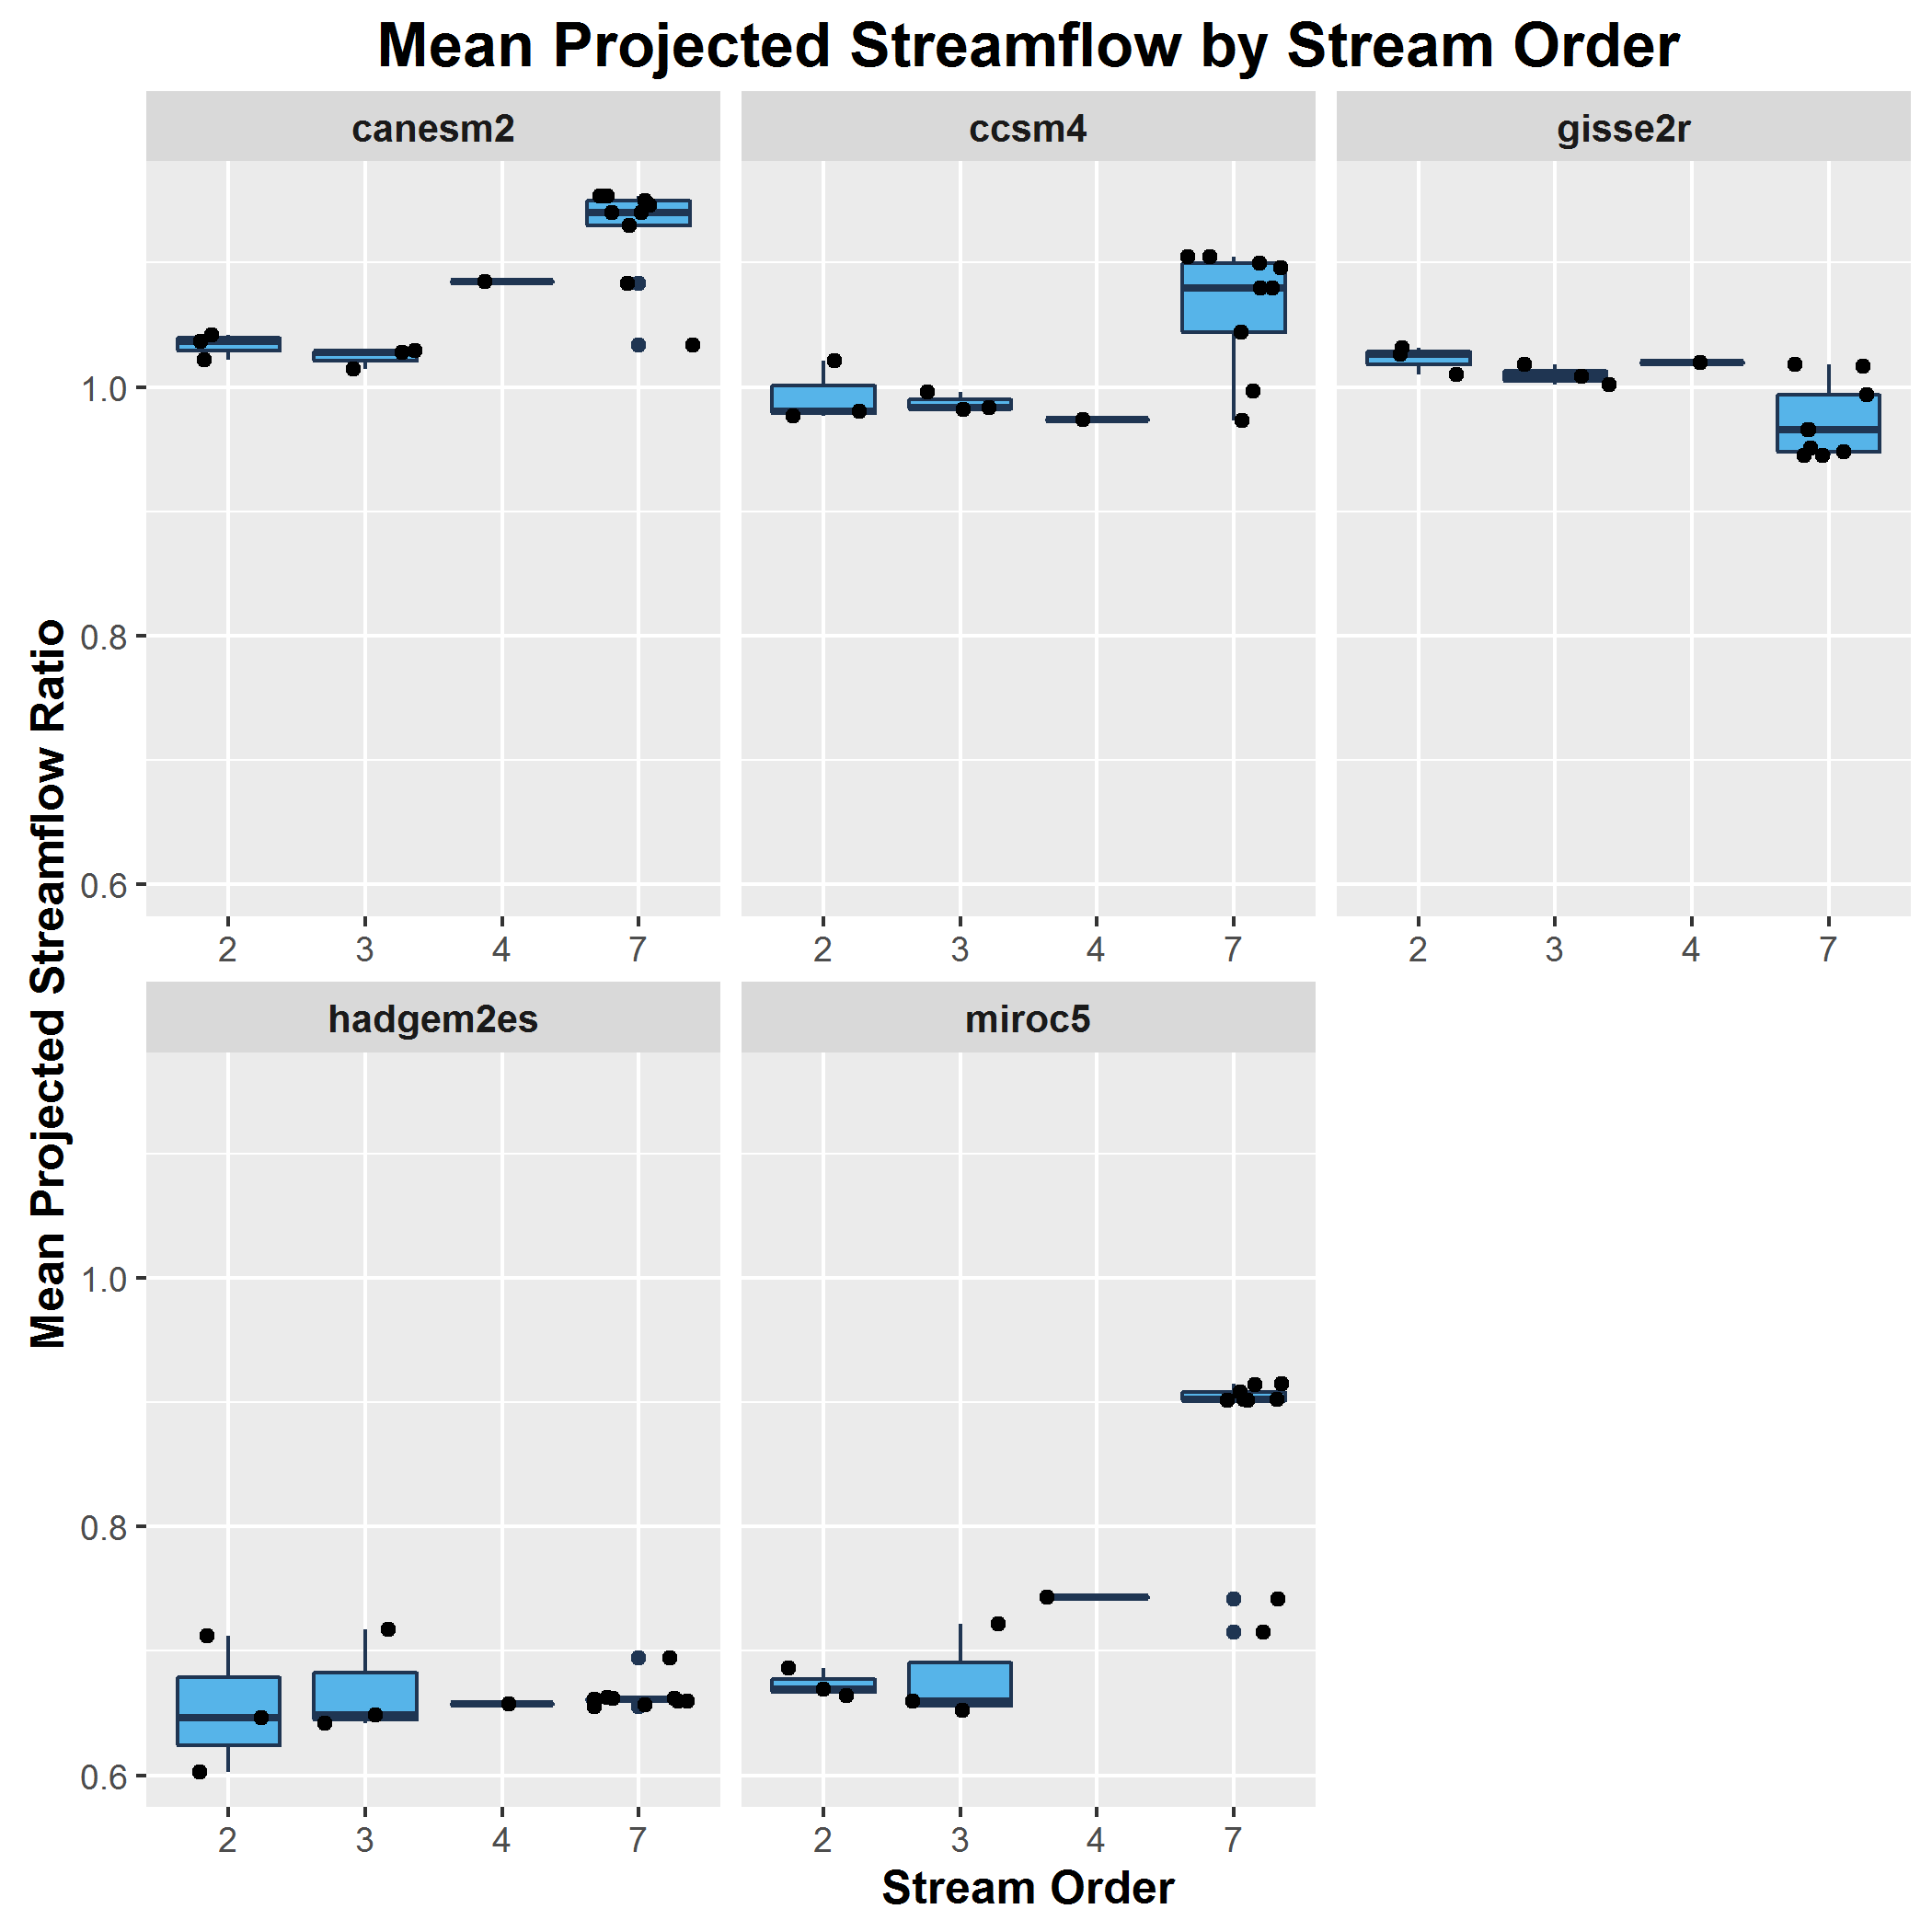 Mean Projected Streamflow by Stream Order
canesm2
ccsm4
gisse2r
Mean Projected Streamflow Ratio
1.0
0.8
0.6
2 3 4 7
2 3 4 7
2 3 4 7
hadgem2es
miroc5
1.0
0.8
0.6
2 3 4 7
2 3 4 7
Stream Order